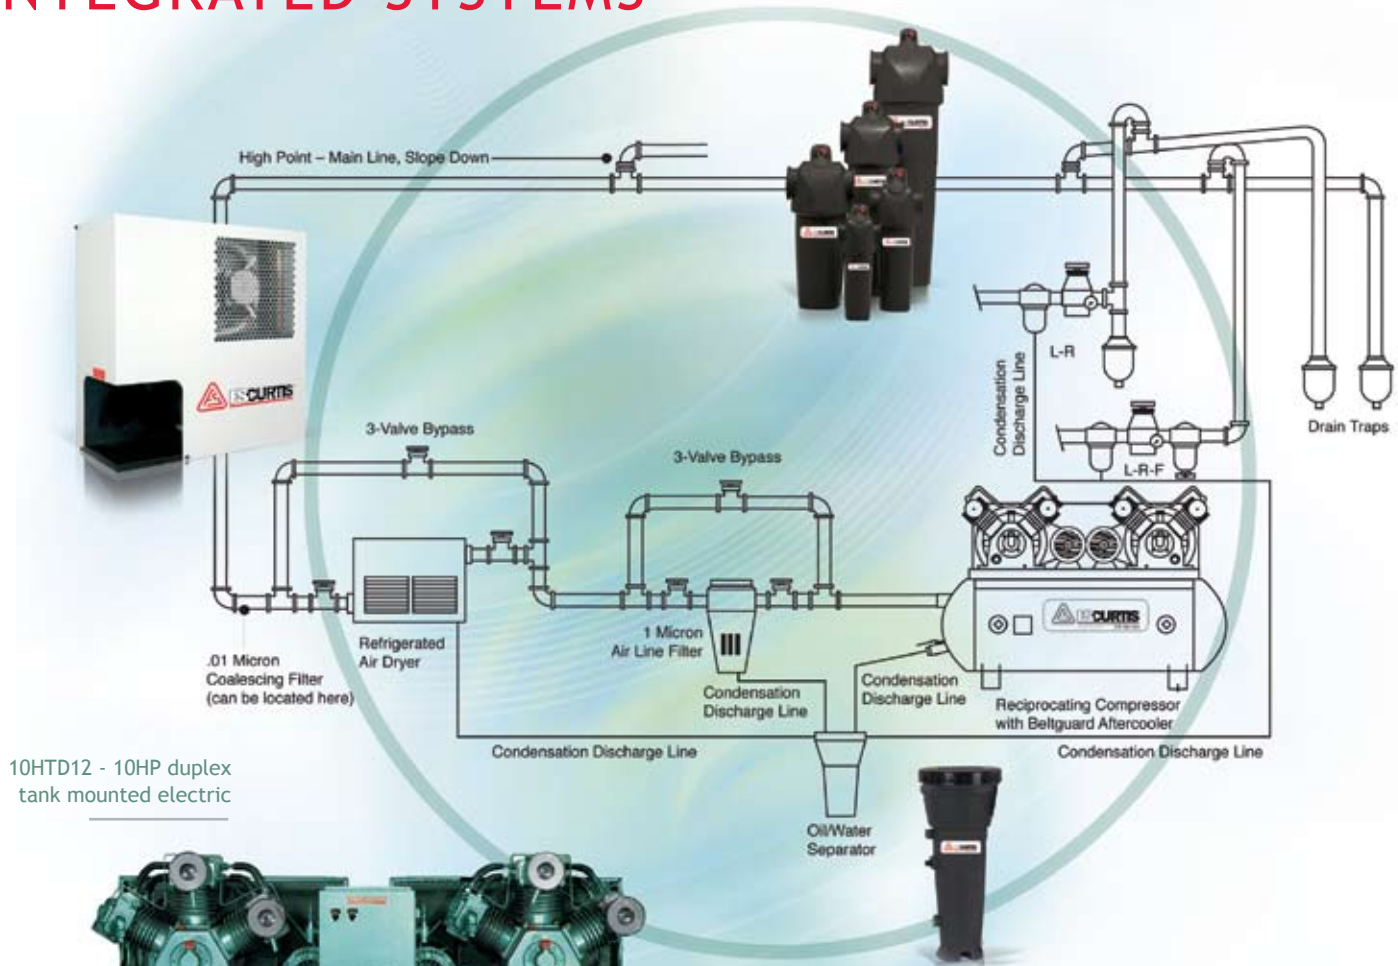 NTEGRATED SYSTEMS
High Point – Main Line, Slope Down
FS-CURTIS
3-Valve Bypass
3-Valve Bypass
Condensation
Discharge Line
L-R
L-R-F
Drain Traps
CURTIS
1 Micron
Air Line Filter
Refrigerated
Air Dryer
.01 Micron
Coalescing Filter
(can be located here)
Condensation
Discharge Line
Condensation
Discharge Line
Reciprocating Compressor
with Beltguard Aftercooler
Condensation Discharge Line
Condensation Discharge Line
10HTD12 - 10HP duplex
tank mounted electric
Oil/Water
Separator